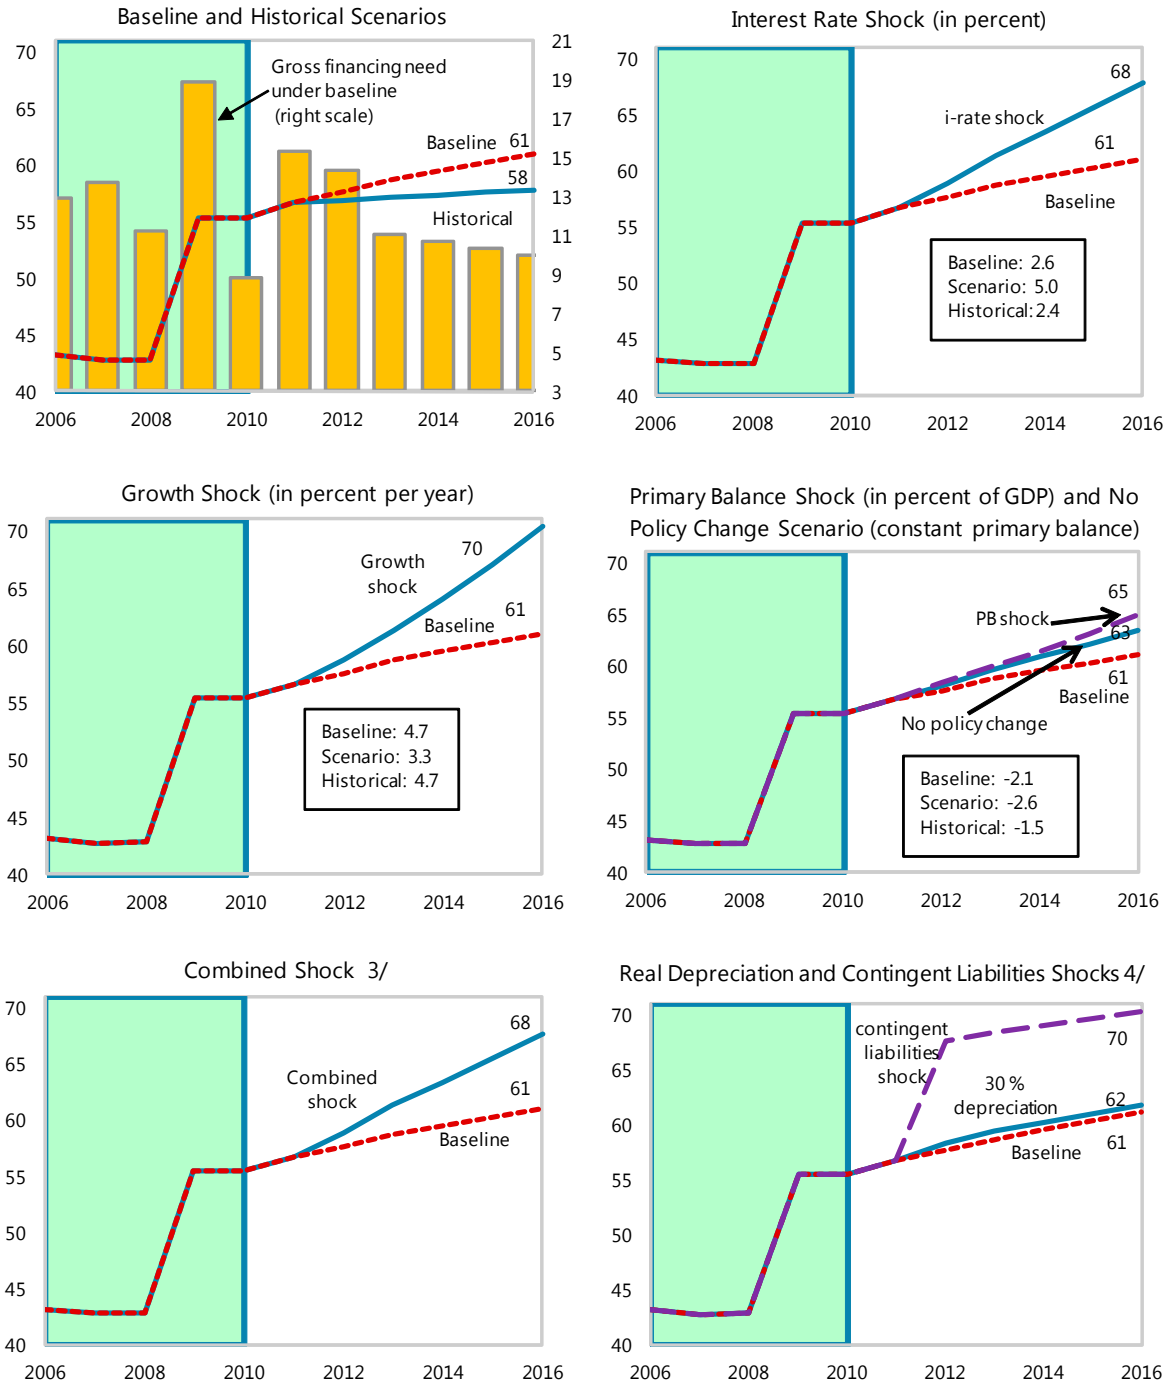 Baseline and Historical Scenarios
70
65
60
55
50
45
40
21
19
17
15
13
11
9
7
5
3
Gross financing need
under baseline
(right scale)
Baseline 61
58
Historical
2006 2008 2010 2012 2014 2016
Interest Rate Shock (in percent)
70
65
60
55
50
45
40
68
i-rate shock
61
Baseline
Baseline: 2.6
Scenario: 5.0
Historical: 2.4
2006 2008 2010 2012 2014 2016
Growth Shock (in percent per year)
70
65
60
55
50
45
40
70
Growth
shock
61
Baseline
Baseline: 4.7
Scenario: 3.3
Historical: 4.7
2006 2008 2010 2012 2014 2016
Primary Balance Shock (in percent of GDP) and No
Policy Change Scenario (constant primary balance)
70
65
60
55
50
45
40
65
PB shock
63
61
Baseline
No policy change
Baseline: -2.1
Scenario: -2.6
Historical: -1.5
2006 2008 2010 2012 2014 2016
Combined Shock 3/
70
65
60
55
50
45
40
68
Combined
shock
61
Baseline
2006 2008 2010 2012 2014 2016
Real Depreciation and Contingent Liabilities Shocks 4/
70
65
60
55
50
45
40
contingent
liabilities
shock
70
30 %
depreciation
62
Baseline
61
2006 2008 2010 2012 2014 2016